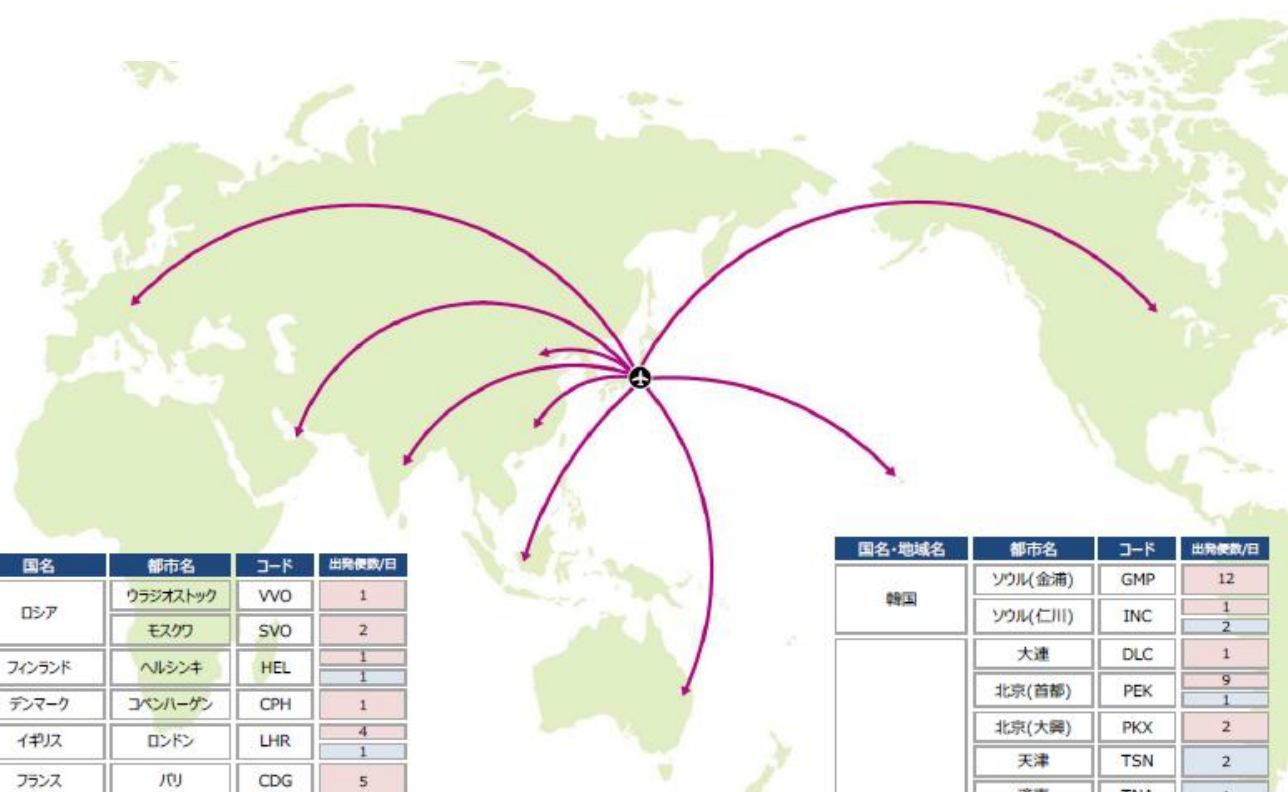 国名 都市名 コード 出発便数/日
ロシア ウラジオストック VVO 1
モスクワ SVO 2
フィンランド ヘルシンキ HEL 1
1
デンマーク コペンハーゲン CPH 1
イギリス ロンドン LHR 4
1
フランス パリ CDG 5
国名・地域名 都市名 コード 出発便数/日
韓国 ソウル(金浦) GMP 12
ソウル(仁川) INC 1
2
大連 DLC 1
北京(首都) PEK 9
1
北京(大興) PKX 2
天津 TSN 2